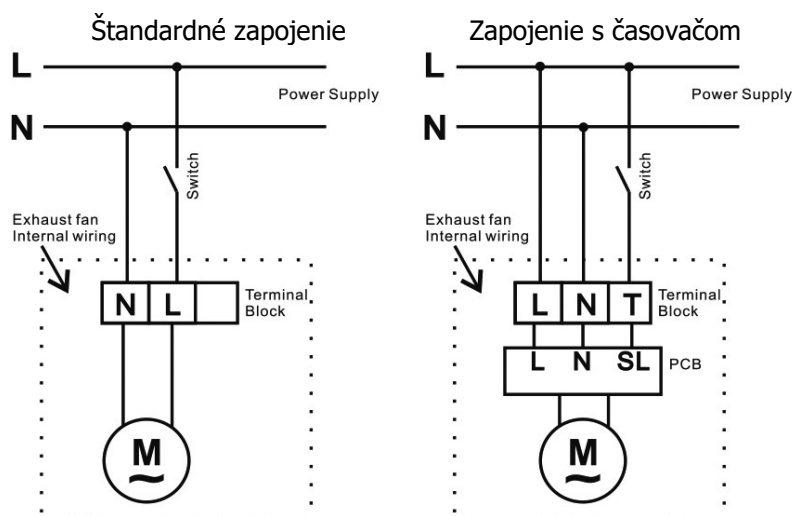 Štandardné zapojenie
L
Power Supply
N
Switch
Exhaust fan
Internal wiring
N L
Terminal
Block
M
~
Zapojenie s časovačom
L
Power Supply
N
Switch
Exhaust fan
Internal wiring
L N T
Terminal
Block
L N SL
PCB
M
~